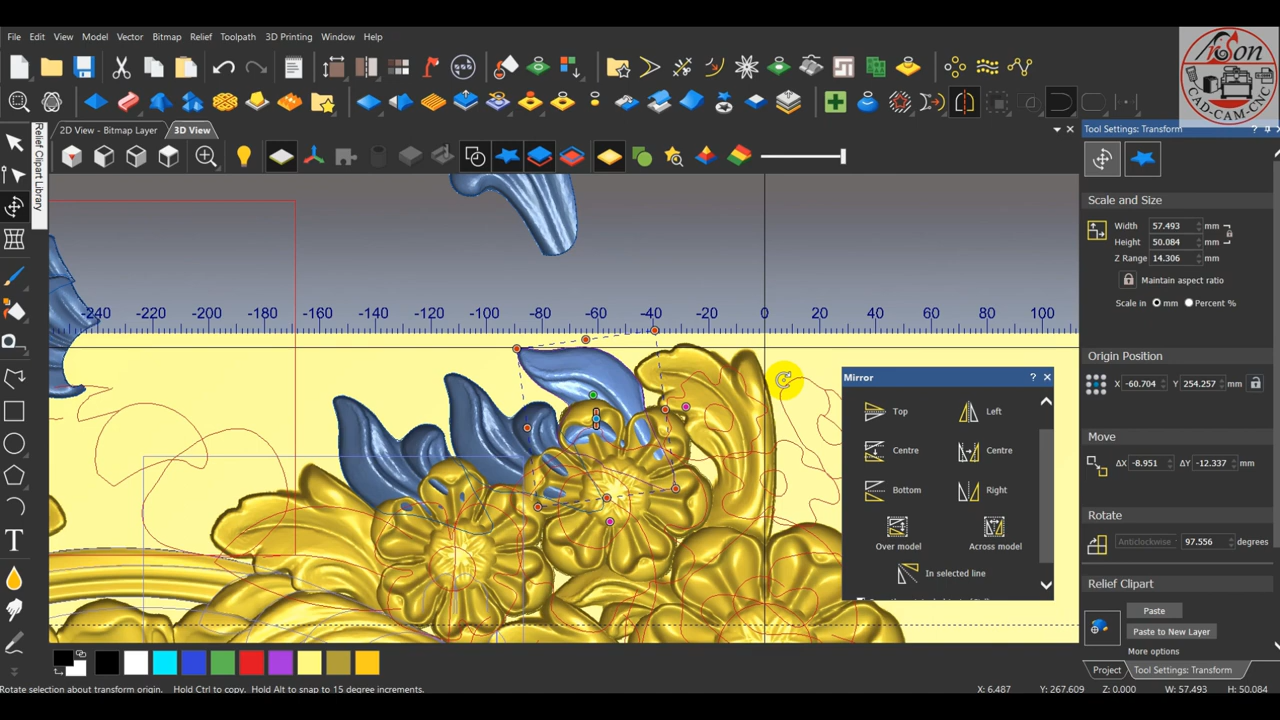 File Edit View Model Vector Bitmap Relief Toolpath 3D Printing Window Help
CAD-CAM-CNC
2D View - Bitmap Layer 3D View
Tool Settings: Transform
Relief Clipart Library
Scale and Size
Width 57.493 mm
Height 50.084 mm
Z Range 14.306 mm
Maintain aspect ratio
Scale in mm Percent %
-240 -220 -200 -180 -160 -140 -120 -100 -80 -60 -40 -20 0 20 40 60 80 100
Origin Position
X -60.704 Y 254.257 mm
Mirror
Top Left
Centre Centre
Bottom Right
Over model Across model
In selected line
Move
ΔX -8.951 ΔY -12.337 mm
Rotate
Anticlockwise 97.556 degrees
Relief Clipart
Paste
Paste to New Layer
More options
Project Tool Settings: Transform
Rotate selection about transform origin. Hold Ctrl to copy. Hold Alt to snap to 15 degree increments.
X: 6.487 Y: 267.609 Z: 0.000 W: 57.493 H: 50.084